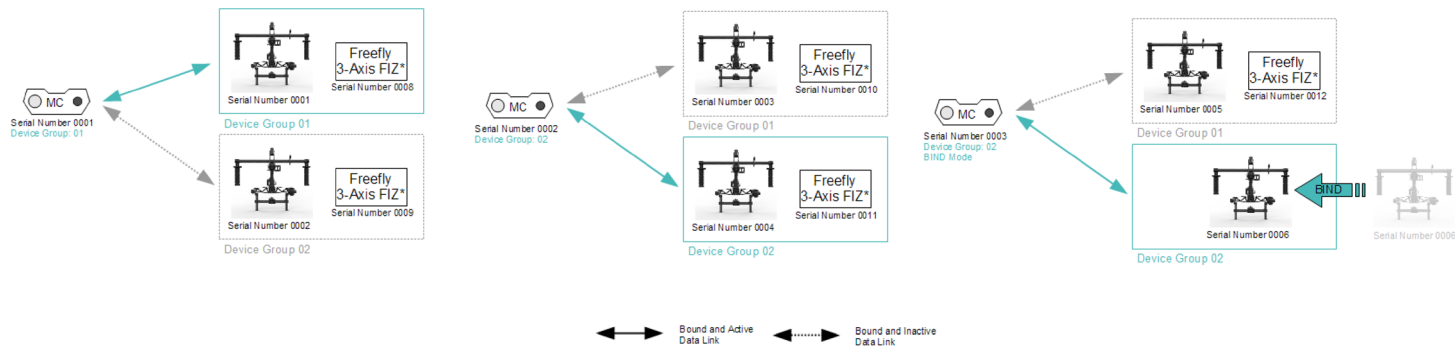 MC
Serial Number 0001
Device Group: 01
Serial Number 0001
Freefly
3-Axis FIZ*
Serial Number 0008
Device Group 01
Serial Number 0002
Freefly
3-Axis FIZ*
Serial Number 0009
Device Group 02
MC
Serial Number 0002
Device Group: 02
Serial Number 0003
Freefly
3-Axis FIZ*
Serial Number 0010
Device Group 01
Serial Number 0004
Freefly
3-Axis FIZ*
Serial Number 0011
Device Group 02
MC
Serial Number 0003
Device Group: 02
BIND Mode
Serial Number 0005
Freefly
3-Axis FIZ*
Serial Number 0012
Device Group 01
Serial Number 0006
BIND
Serial Number 0006
Device Group 02
Bound and Active
Data Link
Bound and Inactive
Data Link